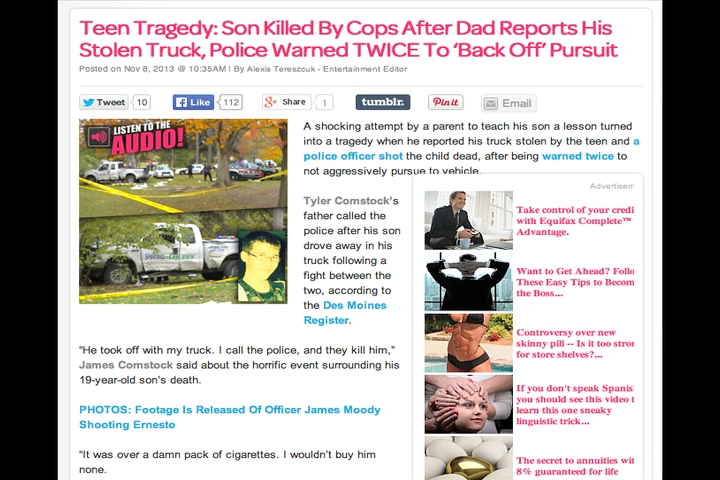 Teen Tragedy: Son Killed By Cops After Dad Reports His
Stolen Truck, Police Warned TWICE To ‘Back Off’ Pursuit
Posted on Nov 8, 2013 @ 10:35AM | By Alexis Tereszcuk - Entertainment Editor
Tweet 10
Like 112
Share 1
tumblr.
Pin it
Email
LISTEN TO THE
AUDIO!
A shocking attempt by a parent to teach his son a lesson turned
into a tragedy when he reported his truck stolen by the teen and a
police officer shot the child dead, after being warned twice to
not aggressively pursue to vehicle.
Tyler Comstock's
father called the
police after his son
drove away in his
truck following a
fight between the
two, according to
the Des Moines
Register.
“He took off with my truck. I call the police, and they kill him,”
James Comstock said about the horrific event surrounding his
19-year-old son's death.
PHOTOS: Footage Is Released Of Officer James Moody
Shooting Ernesto
“It was over a damn pack of cigarettes. I wouldn't buy him
none.
Advertisem
Take control of your credi
with Equifax Complete™
Advantage.
Want to Get Ahead? Follo
These Easy Tips to Becom
the Boss...
Controversy over new
skinny pill -- Is it too stron
for store shelves?...
If you don't speak Spanis
you should see this video t
learn this one sneaky
linguistic trick...
The secret to annuities wit
8% guaranteed for life